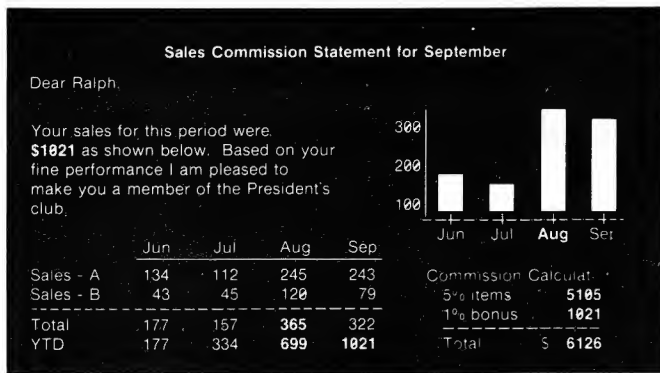 Sales Commission Statement for September
Dear Ralph,
Your sales for this period were
$1021 as shown below. Based on your
fine performance I am pleased to
make you a member of the President's
club.
300
200
100
Jun Jul Aug Sep
Jun Jul Aug Sep
Sales - A 134 112 245 243
Sales - B 43 45 120 79
Total 177 157 365 322
YTD 177 334 699 1021
Commission Calculat
5% items 5105
1% bonus 1021
Total $ 6126